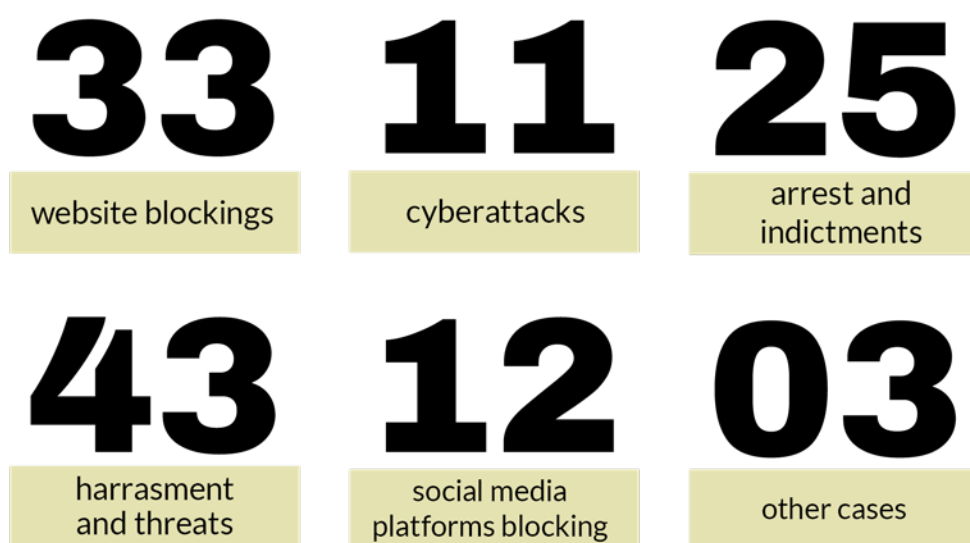 33
website blockings
11
cyberattacks
25
arrest and
indictments
43
harrasment
and threats
12
social media
platforms blocking
03
other cases